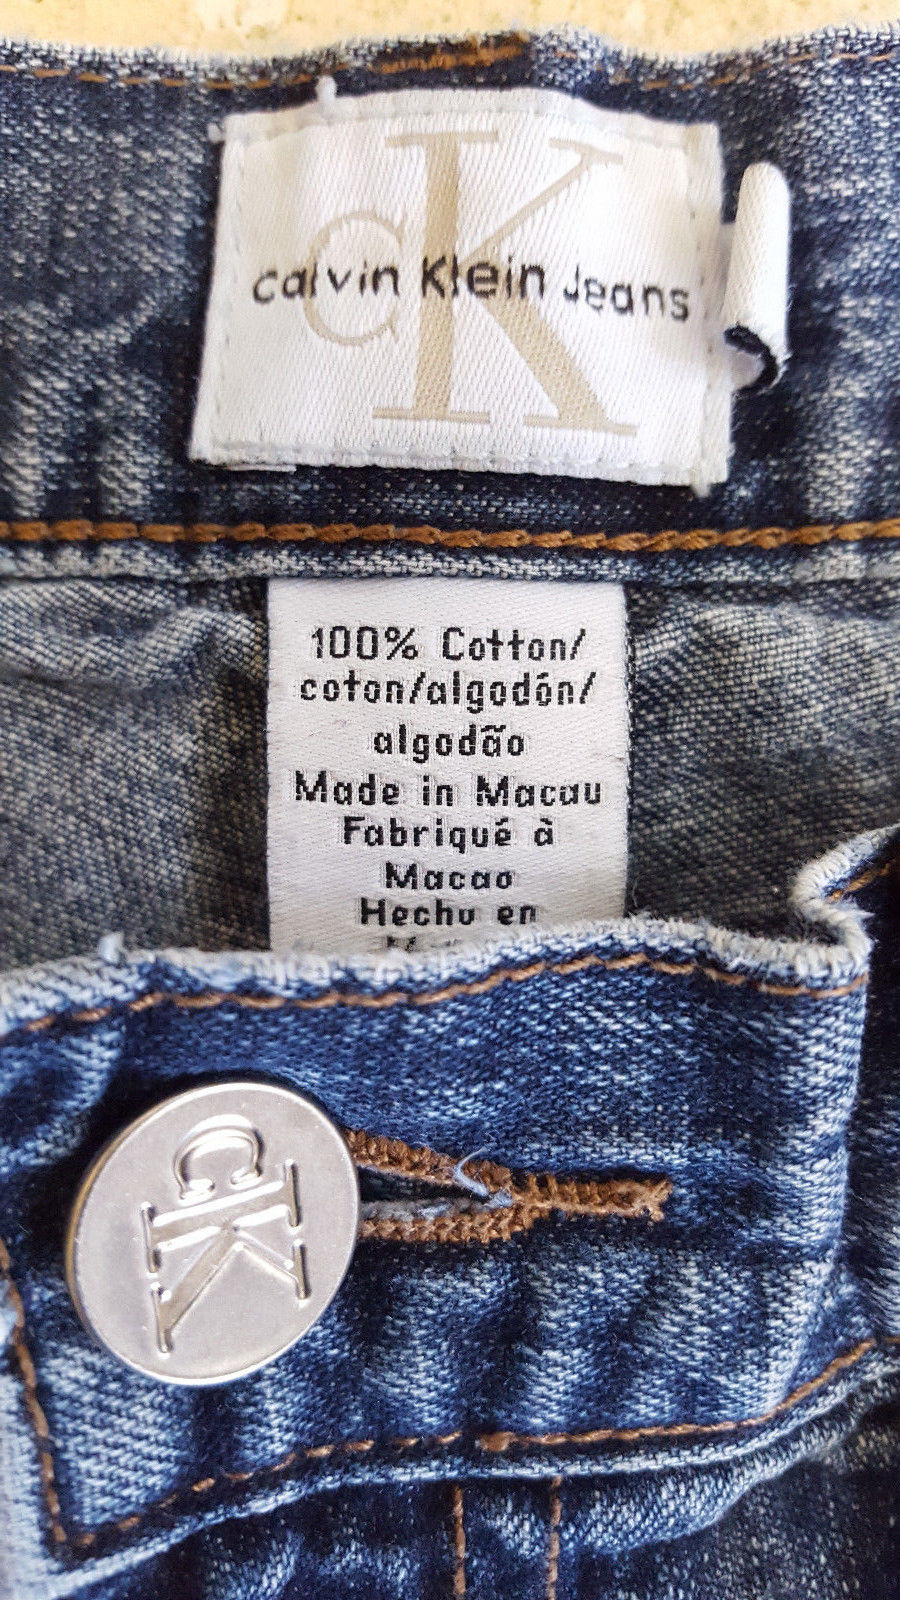 CK
Calvin Klein Jeans
100% Cotton/
coton/algodón/
algodão
Made in Macau
Fabriqué à
Macao
Hecho en
CK